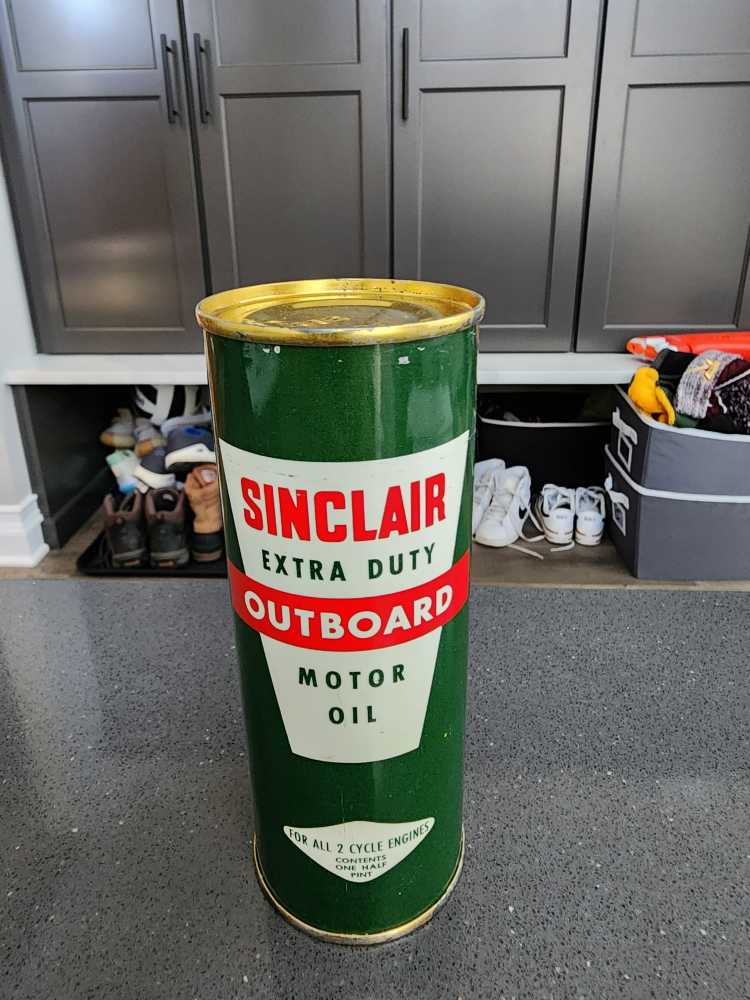 SINCLAIR
EXTRA DUTY
OUTBOARD
MOTOR
OIL
FOR ALL 2 CYCLE ENGINES
CONTENTS
ONE HALF
PINT